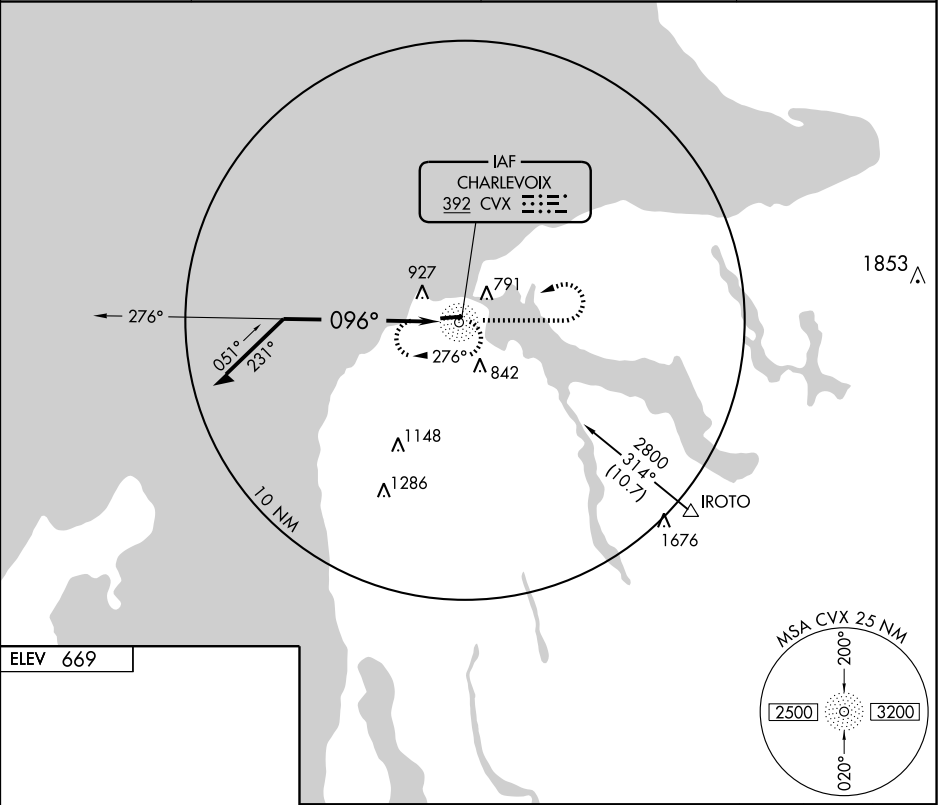 IAF
CHARLEVOIX
392 CVX
1853
927
791
276°
096°
051°
231°
276°
842
1148
1286
2800
314°
(10.7)
IROTO
1676
10 NM
ELEV 669
MSA CVX 25 NM
200°
2500
3200
020°